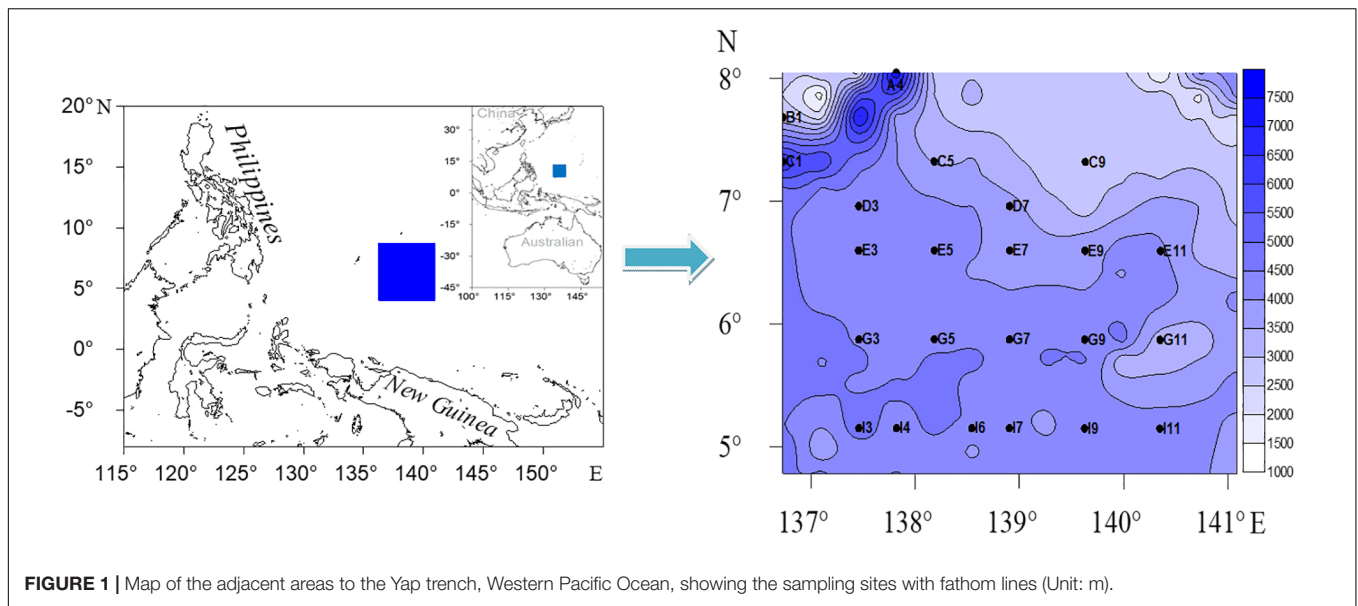 20° N
15°
10°
5°
0°
-5°
115° 120° 125° 130° 135° 140° 145° 150° E
Philippines
New Guinea
China
Australian
30°
15°
0°
-15°
-30°
-45°
100° 115° 130° 145°
N
8°
7°
6°
5°
137° 138° 139° 140° 141° E
A4
B1
C1 C5 C9
D3 D7
E3 E5 E7 E9 E11
G3 G5 G7 G9 G11
I3 I4 I6 I7 I9 I11
7500
7000
6500
6000
5500
5000
4500
4000
3500
3000
2500
2000
1500
1000
FIGURE 1 | Map of the adjacent areas to the Yap trench, Western Pacific Ocean, showing the sampling sites with fathom lines (Unit: m).